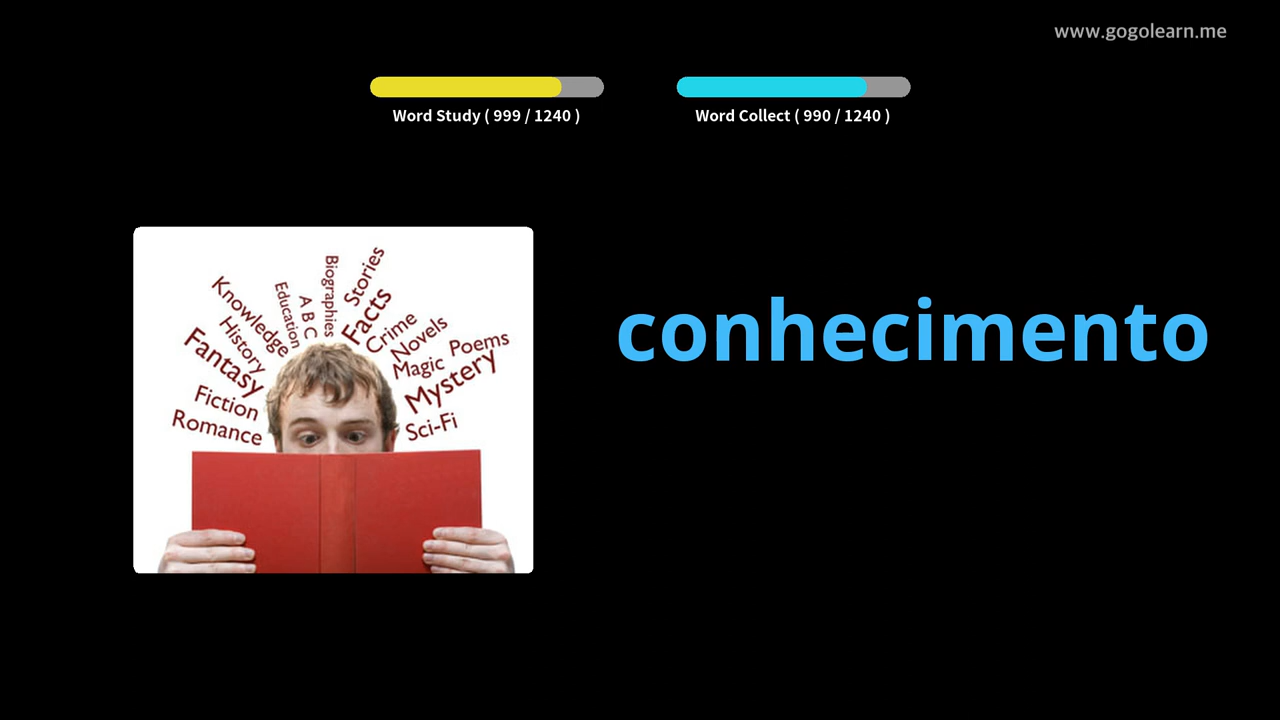 www.gogolearn.me
Word Study ( 999 / 1240 )
Word Collect ( 990 / 1240 )
conhecimento
Knowledge
Education
A B C
Biographies
Stories
Facts
History
Crime
Novels
Fantasy
Magic
Poems
Mystery
Fiction
Romance
Sci-Fi